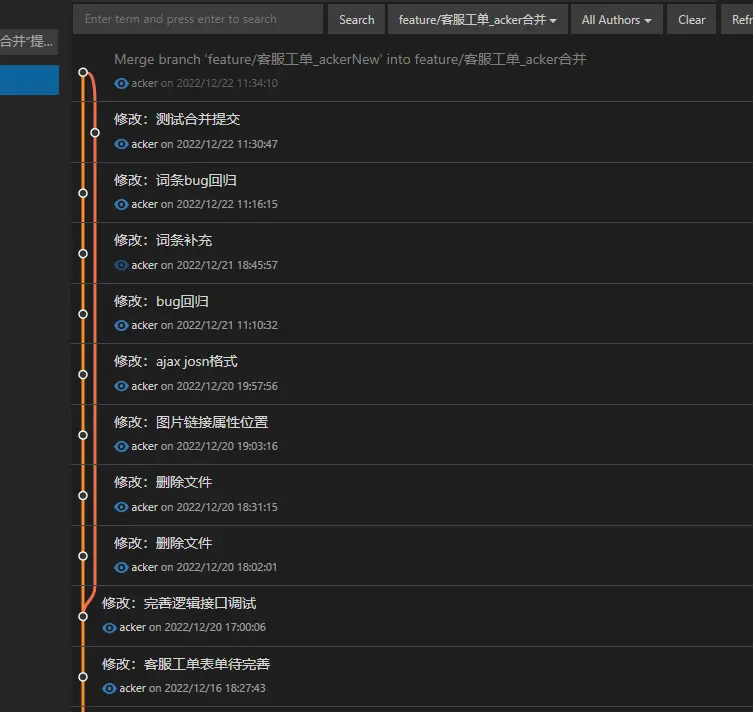 Enter term and press enter to search
Search
feature/客服工单_acker合并
All Authors
Clear
Refr
合并"提...
Merge branch 'feature/客服工单_ackerNew' into feature/客服工单_acker合并
acker on 2022/12/22 11:34:10
修改：测试合并提交
acker on 2022/12/22 11:30:47
修改：词条bug回归
acker on 2022/12/22 11:16:15
修改：词条补充
acker on 2022/12/21 18:45:57
修改：bug回归
acker on 2022/12/21 11:10:32
修改：ajax josn格式
acker on 2022/12/20 19:57:56
修改：图片链接属性位置
acker on 2022/12/20 19:03:16
修改：删除文件
acker on 2022/12/20 18:31:15
修改：删除文件
acker on 2022/12/20 18:02:01
修改：完善逻辑接口调试
acker on 2022/12/20 17:00:06
修改：客服工单表单待完善
acker on 2022/12/16 18:27:43